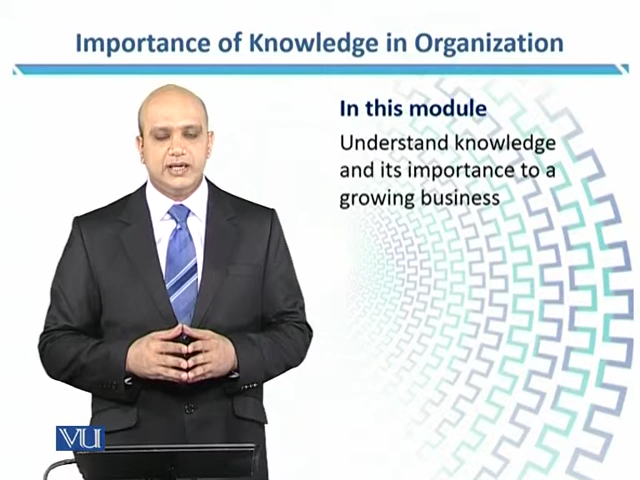 Importance of Knowledge in Organization
In this module
Understand knowledge
and its importance to a
growing business
VU